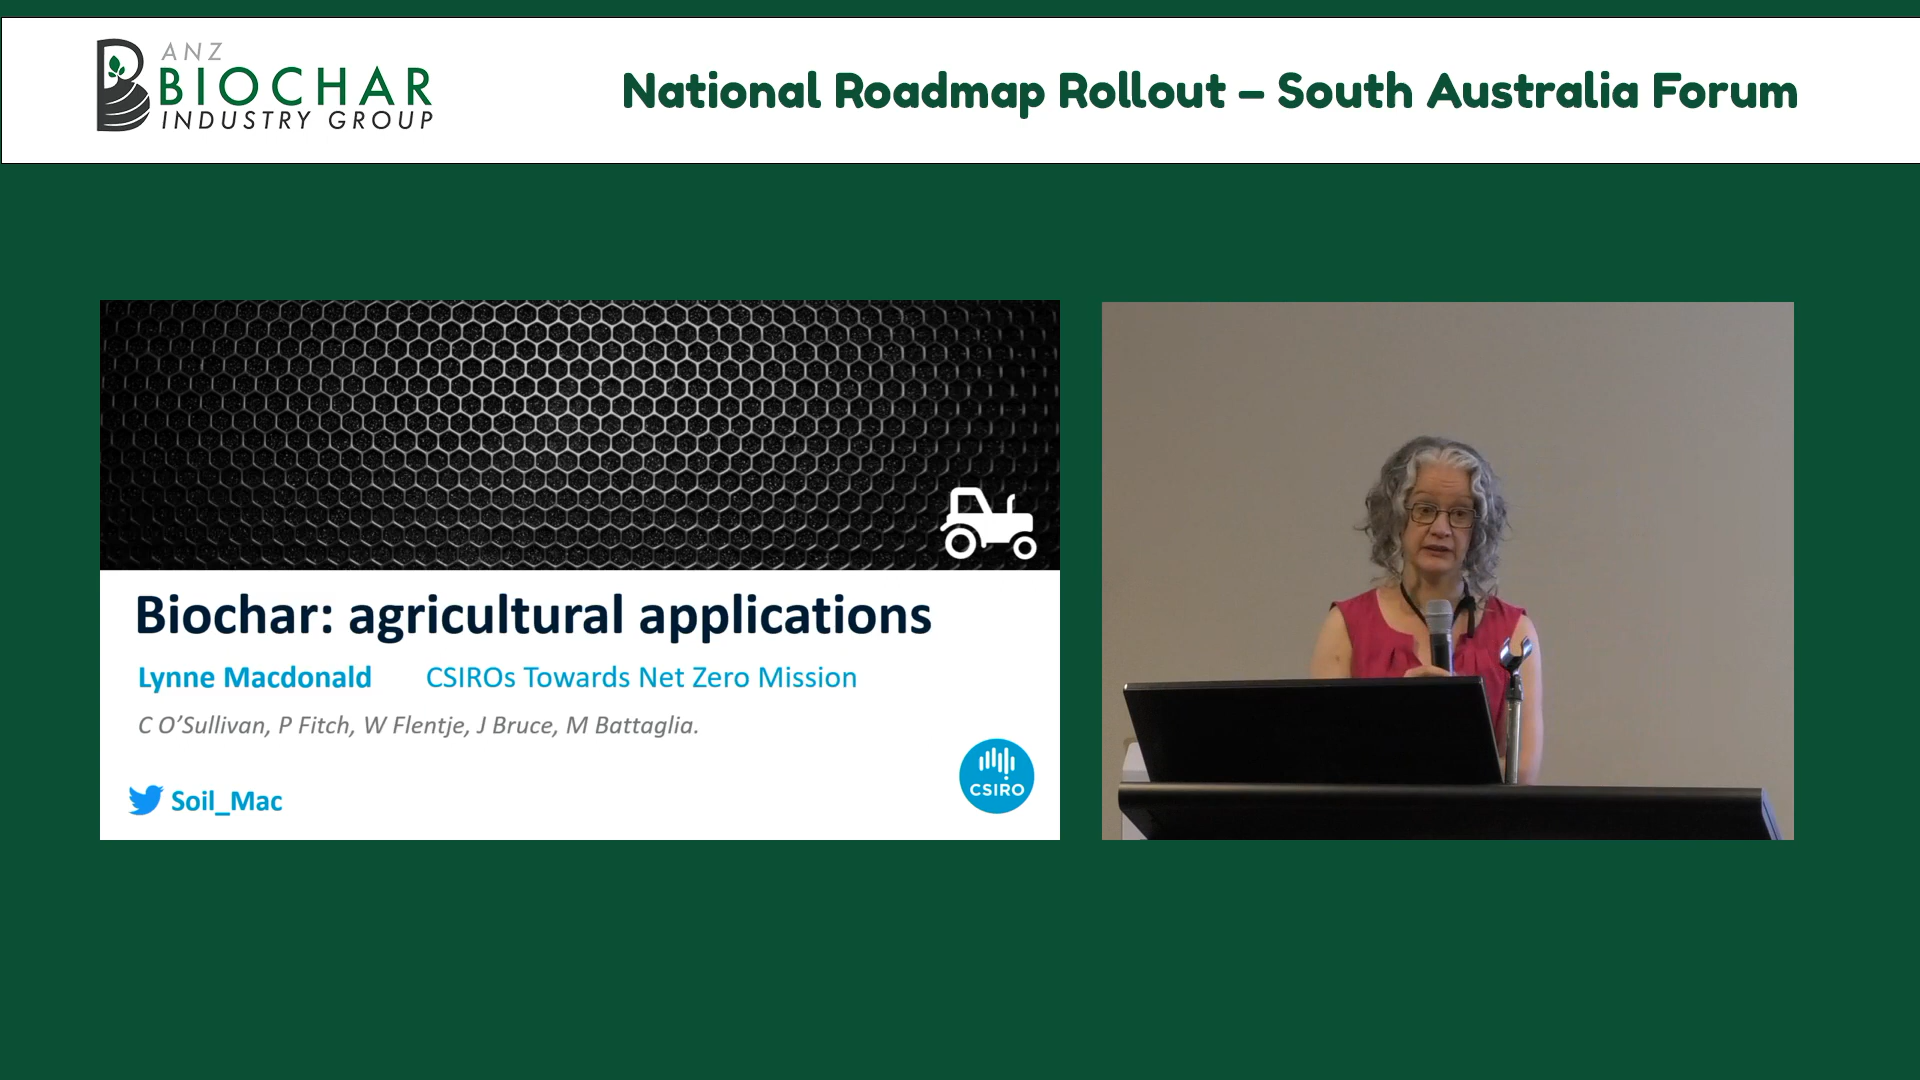 ANZ
BIOCHAR
INDUSTRY GROUP
National Roadmap Rollout – South Australia Forum
Biochar: agricultural applications
Lynne Macdonald CSIROs Towards Net Zero Mission
C O'Sullivan, P Fitch, W Flentje, J Bruce, M Battaglia.
Soil_Mac
CSIRO